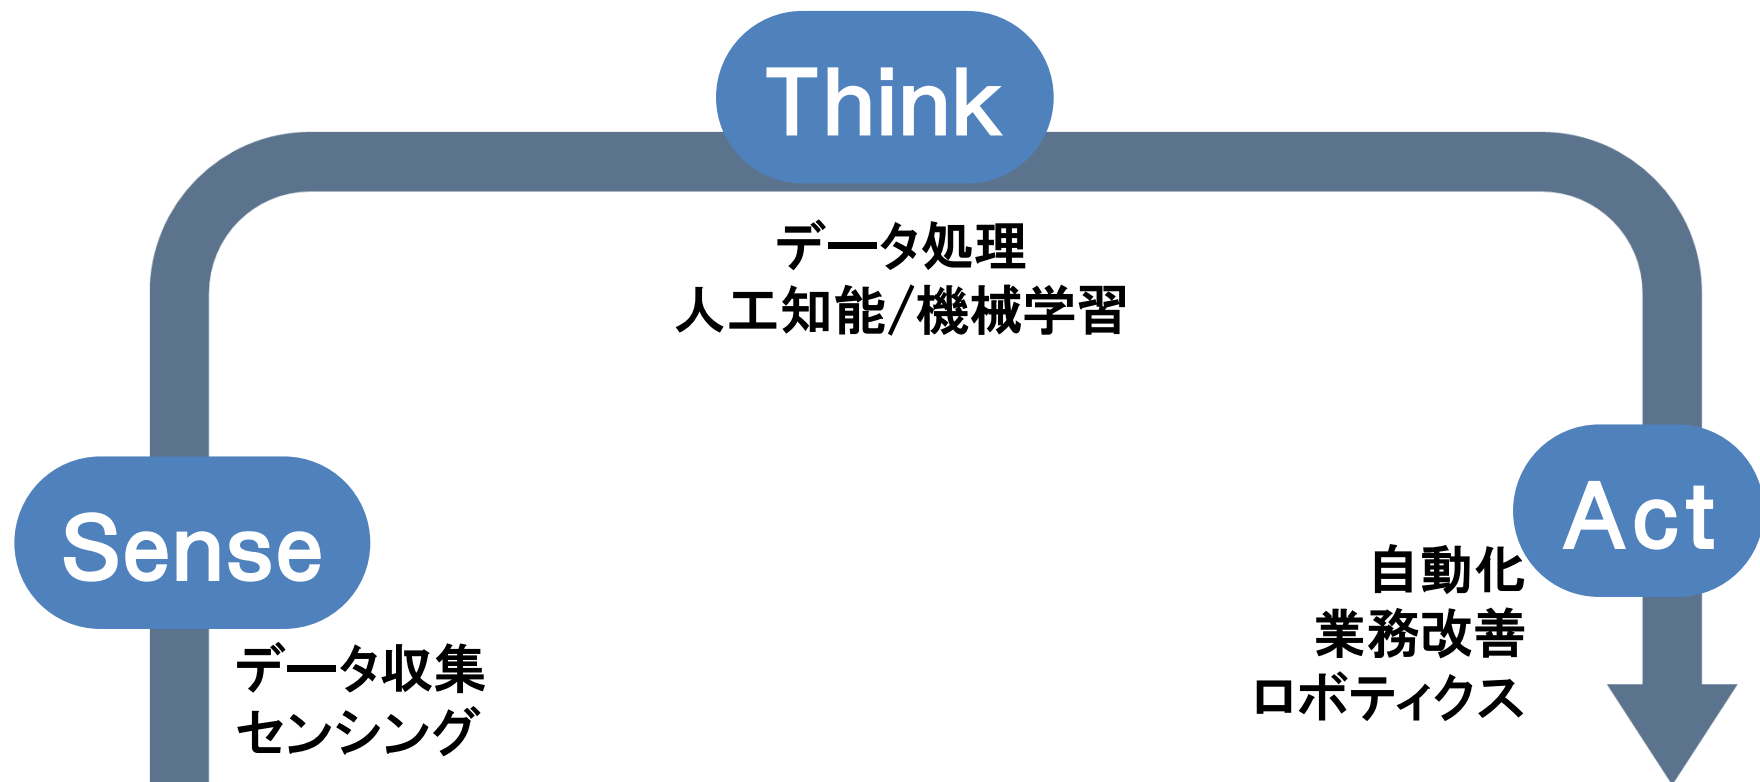 Think
データ処理
人工知能/機械学習
Sense
データ収集
センシング
Act
自動化
業務改善
ロボティクス